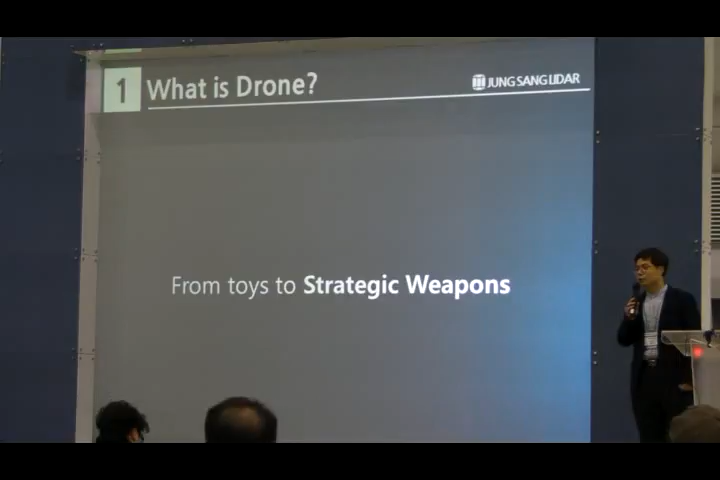 1 What is Drone?
JUNG SANG LIDAR
From toys to Strategic Weapons